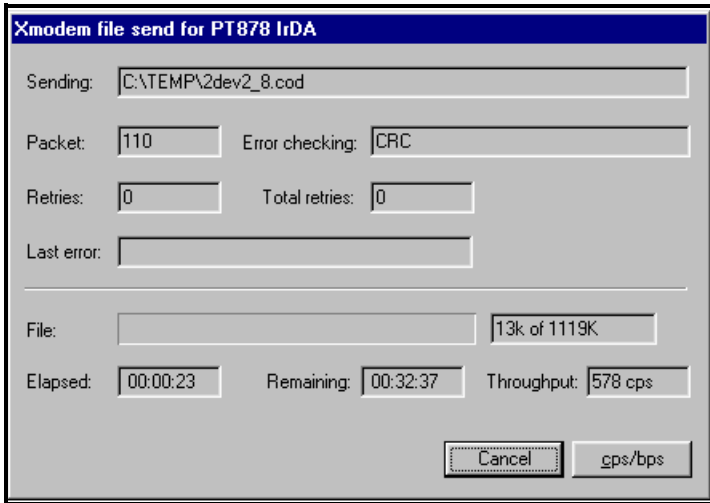 Xmodem file send for PT878 IrDA
Sending: C:\TEMP\2dev2_8.cod
Packet: 110 Error checking: CRC
Retries: 0 Total retries: 0
Last error:
File: 13k of 1119K
Elapsed: 00:00:23 Remaining: 00:32:37 Throughput: 578 cps
Cancel cps/bps